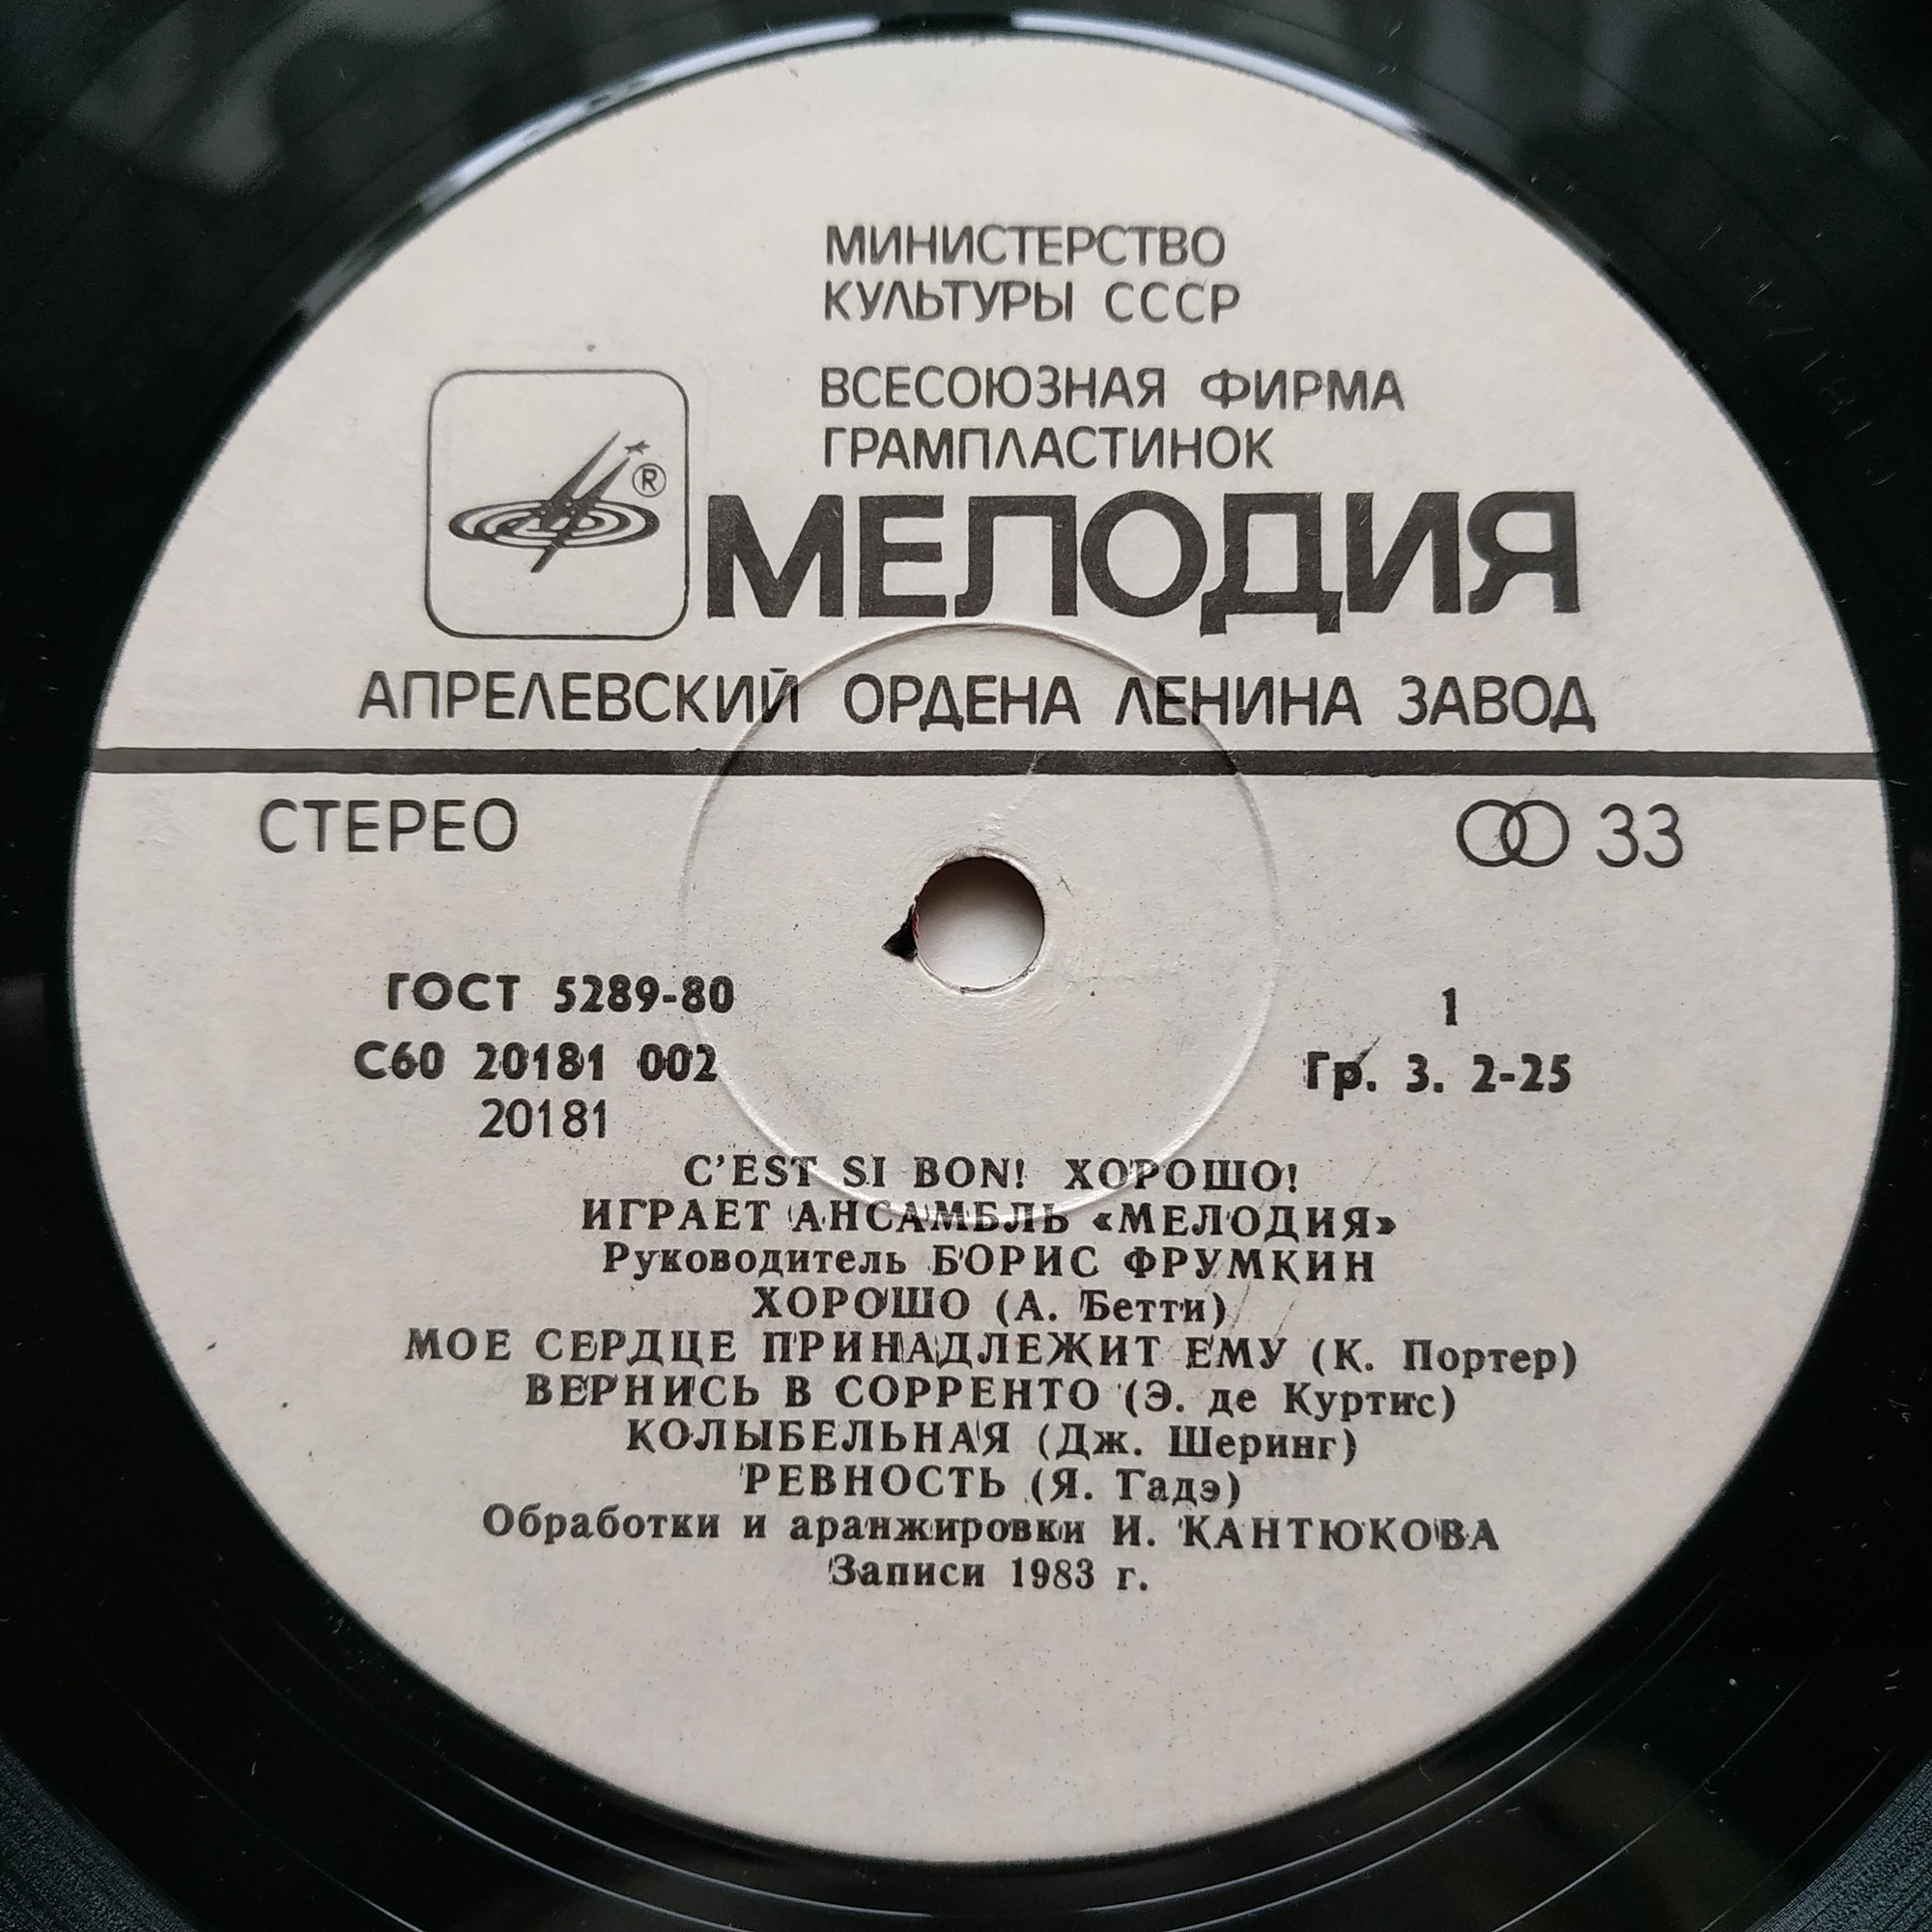 МИНИСТЕРСТВО
КУЛЬТУРЫ СССР
ВСЕСОЮЗНАЯ ФИРМА
ГРАМПЛАСТИНОК
®
МЕЛОДИЯ
АПРЕЛЕВСКИЙ ОРДЕНА ЛЕНИНА ЗАВОД
СТЕРЕО
33
ГОСТ 5289-80
С60 20181 002
20181
1
Гр. 3. 2-25
C’EST SI BON! ХОРОШО!
ИГРАЕТ АНСАМБЛЬ «МЕЛОДИЯ»
Руководитель БОРИС ФРУМКИН
ХОРОШО (А. Бетти)
МОЕ СЕРДЦЕ ПРИНАДЛЕЖИТ ЕМУ (К. Портер)
ВЕРНИСЬ В СОРРЕНТО (Э. де Куртис)
КОЛЫБЕЛЬНАЯ (Дж. Шеринг)
РЕВНОСТЬ (Я. Гадэ)
Обработки и аранжировки И. КАНТЮКОВА
Записи 1983 г.